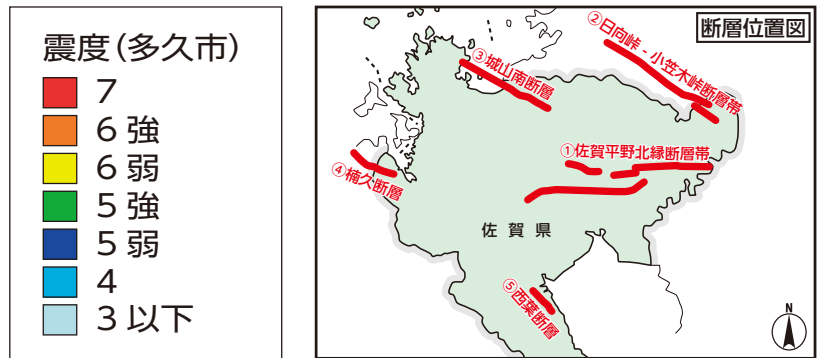 震度(多久市)
7
6強
6弱
5強
5弱
4
3以下
断層位置図
②日向峠-小笠木峠断層帯
③城山南断層
①佐賀平野北縁断層帯
④楠久断層
佐賀県
⑤西葉断層
N